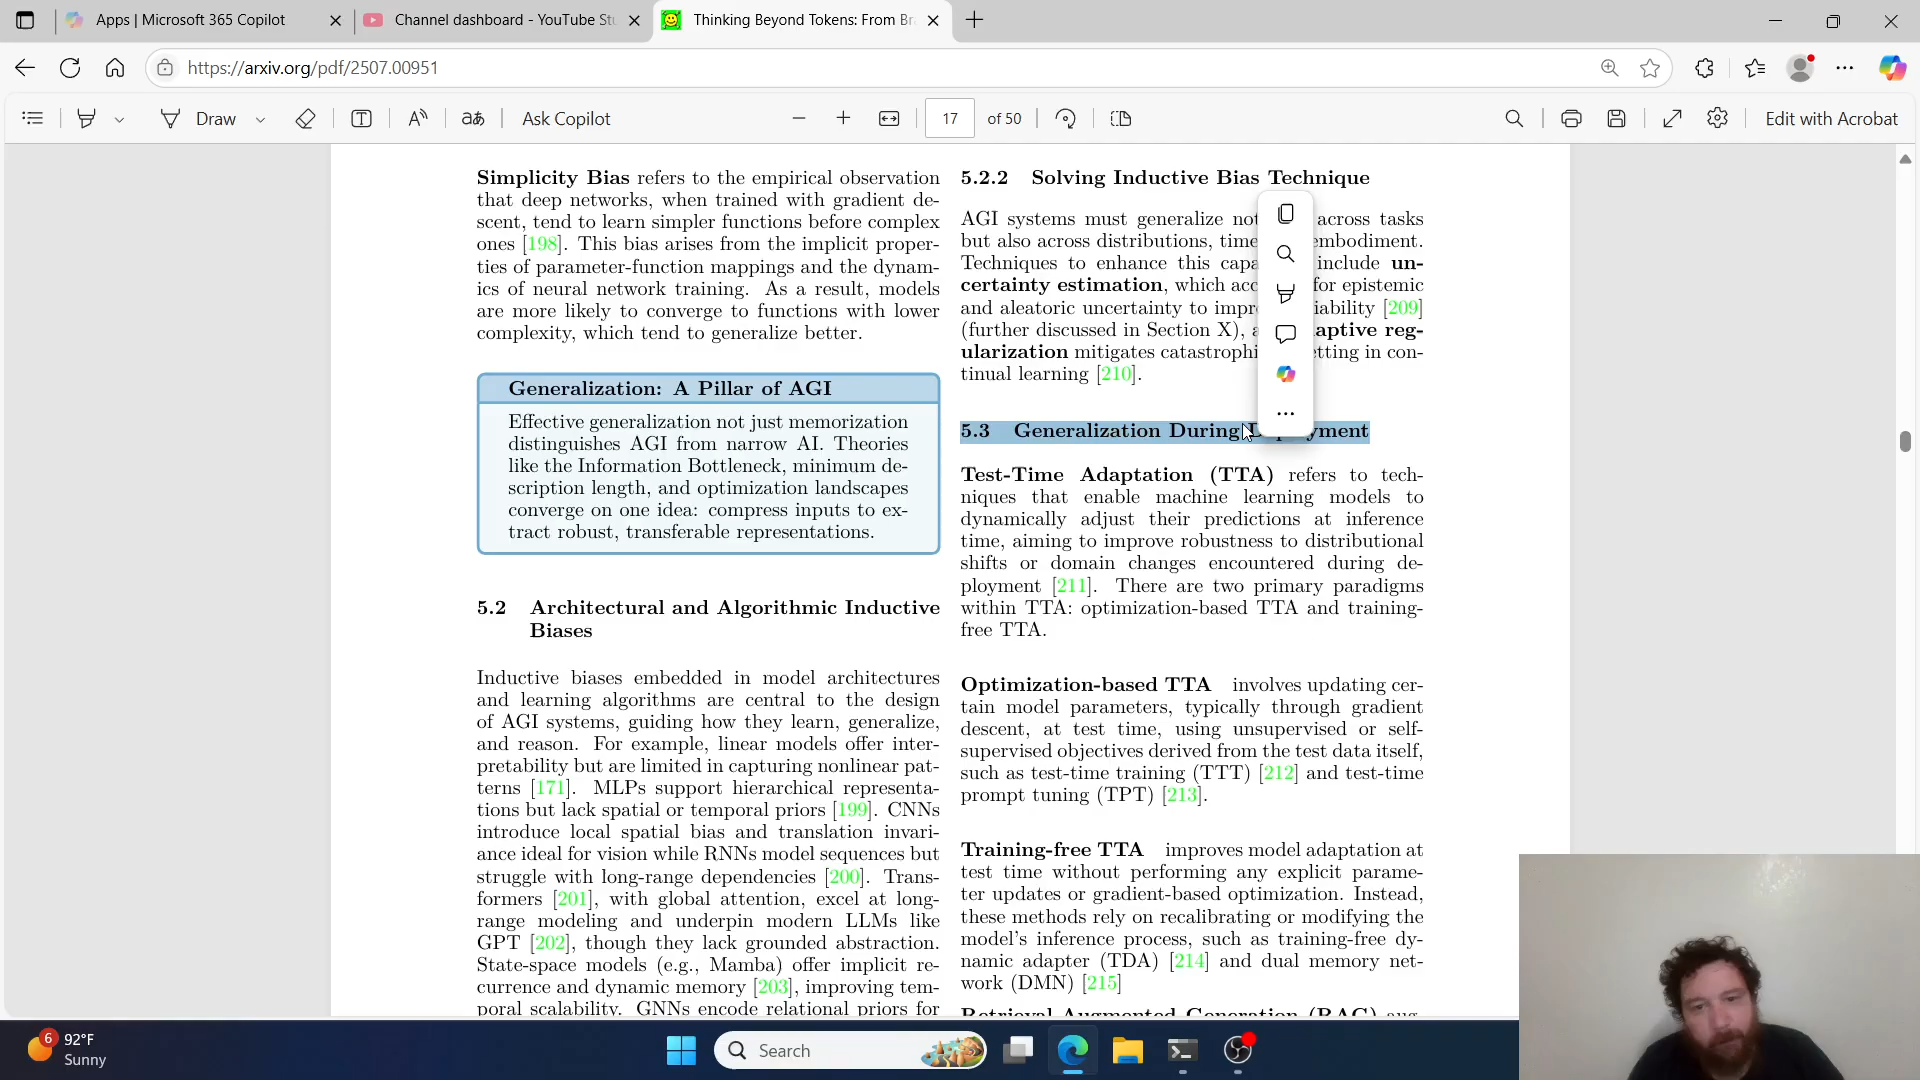 Apps | Microsoft 365 Copilot
Channel dashboard - YouTube Stu
Thinking Beyond Tokens: From Br
https://arxiv.org/pdf/2507.00951
Draw
Ask Copilot
17
of 50
Edit with Acrobat
Simplicity Bias refers to the empirical observation
that deep networks, when trained with gradient de-
scent, tend to learn simpler functions before complex
ones [198]. This bias arises from the implicit proper-
ties of parameter-function mappings and the dynam-
ics of neural network training. As a result, models
are more likely to converge to functions with lower
complexity, which tend to generalize better.
Generalization: A Pillar of AGI
Effective generalization not just memorization
distinguishes AGI from narrow AI. Theories
like the Information Bottleneck, minimum de-
scription length, and optimization landscapes
converge on one idea: compress inputs to ex-
tract robust, transferable representations.
5.2 Architectural and Algorithmic Inductive
Biases
Inductive biases embedded in model architectures
and learning algorithms are central to the design
of AGI systems, guiding how they learn, generalize,
and reason. For example, linear models offer inter-
pretability but are limited in capturing nonlinear pat-
terns [171]. MLPs support hierarchical representa-
tions but lack spatial or temporal priors [199]. CNNs
introduce local spatial bias and translation invari-
ance ideal for vision while RNNs model sequences but
struggle with long-range dependencies [200]. Trans-
formers [201], with global attention, excel at long-
range modeling and underpin modern LLMs like
GPT [202], though they lack grounded abstraction.
State-space models (e.g., Mamba) offer implicit re-
currence and dynamic memory [203], improving tem-
poral scalability. GNNs encode relational priors for
5.2.2 Solving Inductive Bias Technique
AGI systems must generalize not across tasks
but also across distributions, time embodiment.
Techniques to enhance this capa include un-
certainty estimation, which acc for epistemic
and aleatoric uncertainty to impr iability [209]
(further discussed in Section X), a aptive reg-
ularization mitigates catastrophi etting in con-
tinual learning [210].
5.3 Generalization During Deployment
Test-Time Adaptation (TTA) refers to tech-
niques that enable machine learning models to
dynamically adjust their predictions at inference
time, aiming to improve robustness to distributional
shifts or domain changes encountered during de-
ployment [211]. There are two primary paradigms
within TTA: optimization-based TTA and training-
free TTA.
Optimization-based TTA involves updating cer-
tain model parameters, typically through gradient
descent, at test time, using unsupervised or self-
supervised objectives derived from the test data itself,
such as test-time training (TTT) [212] and test-time
prompt tuning (TPT) [213].
Training-free TTA improves model adaptation at
test time without performing any explicit parame-
ter updates or gradient-based optimization. Instead,
these methods rely on recalibrating or modifying the
model's inference process, such as training-free dy-
namic adapter (TDA) [214] and dual memory net-
work (DMN) [215]
Retrieval Augmented Generation (RAG) aug-
6
92°F
Sunny
Search